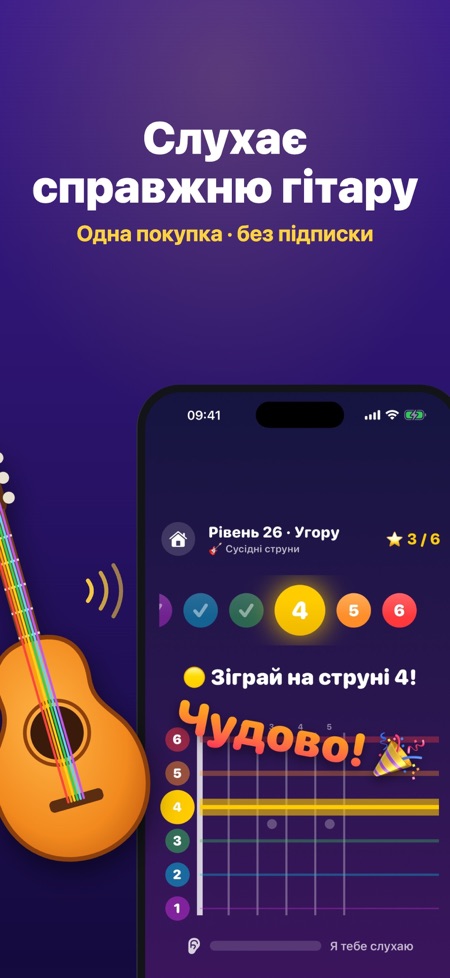 Слухає
справжню гітару
Одна покупка · без підписки
09:41
Рівень 26 · Угору
🎸 Сусідні струни
⭐ 3 / 6
4 5 6
🟡 Зіграй на струні 4!
Чудово! 🎉
3 4 5
6
5
4
3
2
1
Я тебе слухаю